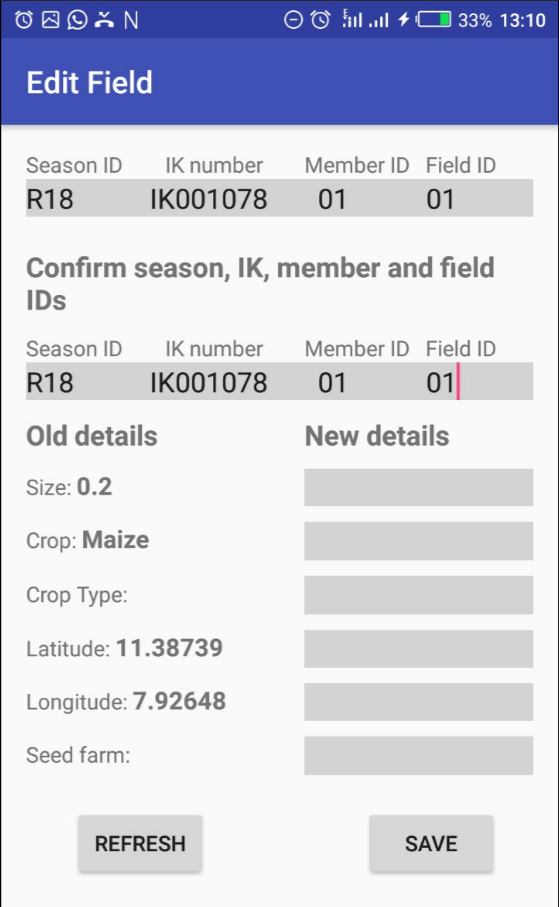 33% 13:10
Edit Field
Season ID IK number Member ID Field ID
R18 IK001078 01 01
Confirm season, IK, member and field
IDs
Season ID IK number Member ID Field ID
R18 IK001078 01 01
Old details New details
Size: 0.2
Crop: Maize
Crop Type:
Latitude: 11.38739
Longitude: 7.92648
Seed farm:
REFRESH SAVE